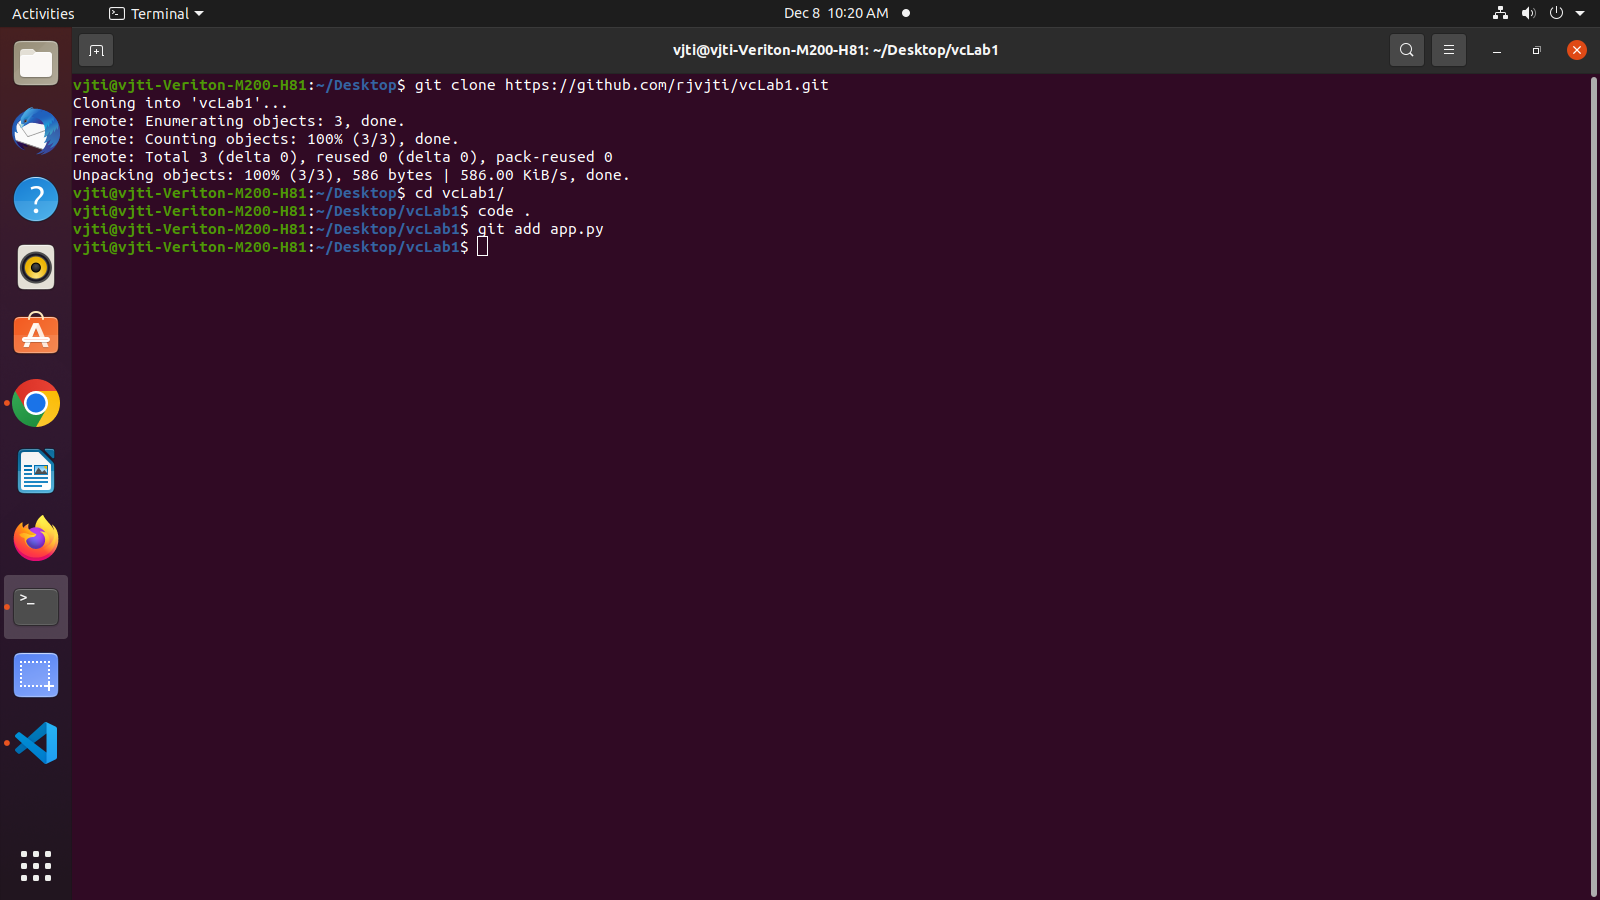 Activities
Terminal
Dec 8 10:20 AM
vjti@vjti-Veriton-M200-H81: ~/Desktop/vcLab1
vjti@vjti-Veriton-M200-H81:~/Desktop$ git clone https://github.com/rjvjti/vcLab1.git
Cloning into 'vcLab1'...
remote: Enumerating objects: 3, done.
remote: Counting objects: 100% (3/3), done.
remote: Total 3 (delta 0), reused 0 (delta 0), pack-reused 0
Unpacking objects: 100% (3/3), 586 bytes | 586.00 KiB/s, done.
vjti@vjti-Veriton-M200-H81:~/Desktop$ cd vcLab1/
vjti@vjti-Veriton-M200-H81:~/Desktop/vcLab1$ code .
vjti@vjti-Veriton-M200-H81:~/Desktop/vcLab1$ git add app.py
vjti@vjti-Veriton-M200-H81:~/Desktop/vcLab1$